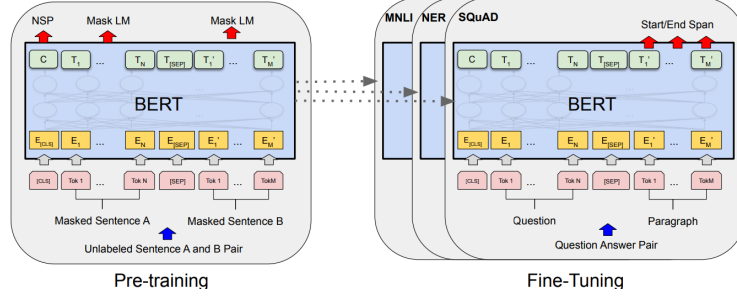 NSP Mask LM Mask LM
C T1 ... TN T[SEP] T1' ... TM'
BERT
E[CLS] E1 ... EN E[SEP] E1' ... EM'
[CLS] Tok 1 ... Tok N [SEP] Tok 1 ... TokM
Masked Sentence A Masked Sentence B
Unlabeled Sentence A and B Pair
Pre-training
MNLI NER SQuAD
Start/End Span
C T1 ... TN T[SEP] T1' ... TM'
BERT
E[CLS] E1 ... EN E[SEP] E1' ... EM'
[CLS] Tok 1 ... Tok N [SEP] Tok 1 ... TokM
Question Paragraph
Question Answer Pair
Fine-Tuning